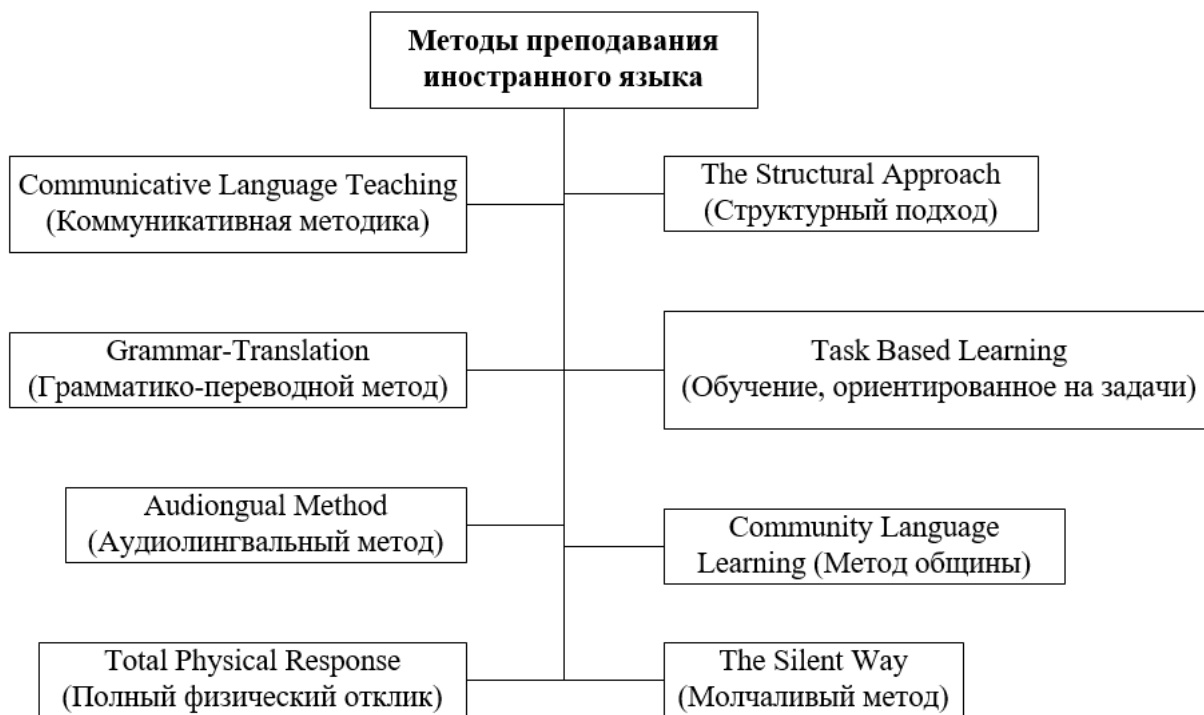 Методы преподавания
иностранного языка
Communicative Language Teaching
(Коммуникативная методика)
The Structural Approach
(Структурный подход)
Grammar-Translation
(Грамматико-переводной метод)
Task Based Learning
(Обучение, ориентированное на задачи)
Audiongual Method
(Аудиолингвальный метод)
Community Language
Learning (Метод общины)
Total Physical Response
(Полный физический отклик)
The Silent Way
(Молчаливый метод)